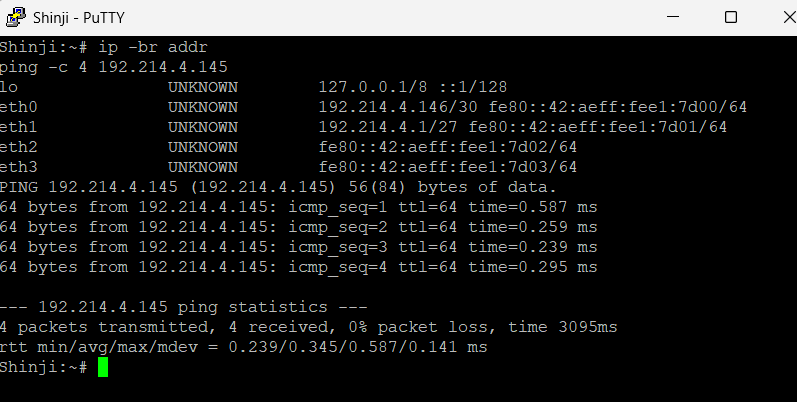 Shinji - PuTTY
Shinji:~# ip -br addr
ping -c 4 192.214.4.145
lo UNKNOWN 127.0.0.1/8 ::1/128
eth0 UNKNOWN 192.214.4.146/30 fe80::42:aeff:fee1:7d00/64
eth1 UNKNOWN 192.214.4.1/27 fe80::42:aeff:fee1:7d01/64
eth2 UNKNOWN fe80::42:aeff:fee1:7d02/64
eth3 UNKNOWN fe80::42:aeff:fee1:7d03/64
PING 192.214.4.145 (192.214.4.145) 56(84) bytes of data.
64 bytes from 192.214.4.145: icmp_seq=1 ttl=64 time=0.587 ms
64 bytes from 192.214.4.145: icmp_seq=2 ttl=64 time=0.259 ms
64 bytes from 192.214.4.145: icmp_seq=3 ttl=64 time=0.239 ms
64 bytes from 192.214.4.145: icmp_seq=4 ttl=64 time=0.295 ms
--- 192.214.4.145 ping statistics ---
4 packets transmitted, 4 received, 0% packet loss, time 3095ms
rtt min/avg/max/mdev = 0.239/0.345/0.587/0.141 ms
Shinji:~#